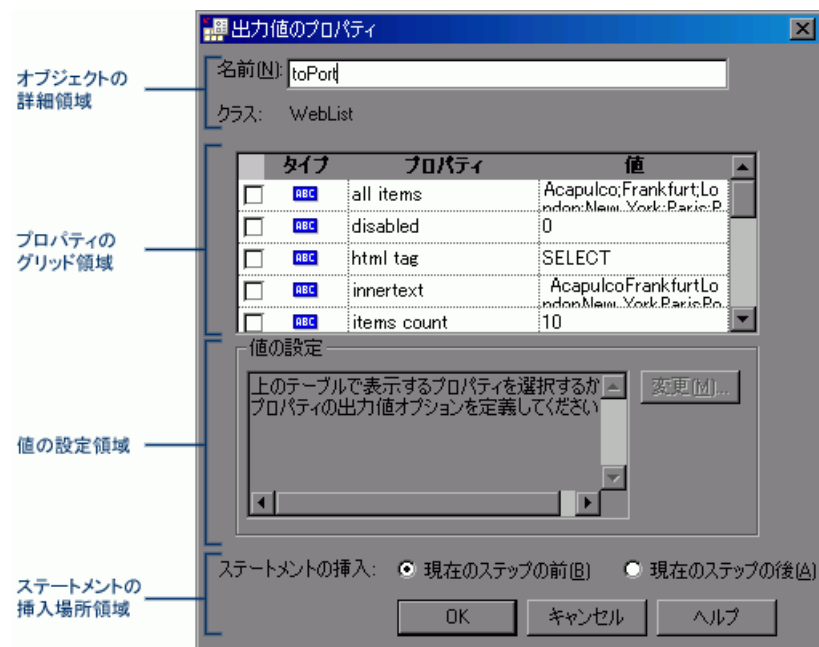 出力値のプロパティ
オブジェクトの
詳細領域
名前(N): toPort
クラス: WebList
プロパティの
グリッド領域
タイプ プロパティ 値
ABC all items Acapulco;Frankfurt;Lo
ndon;New York;Paris;P
ABC disabled 0
ABC html tag SELECT
ABC innertext AcapulcoFrankfurtLo
ndonNew YorkParisPo
ABC items count 10
値の設定領域
値の設定
上のテーブルで表示するプロパティを選択するか
プロパティの出力値オプションを定義してください
変更(M)...
ステートメントの
挿入場所領域
ステートメントの挿入: 現在のステップの前(B) 現在のステップの後(A)
OK キャンセル ヘルプ